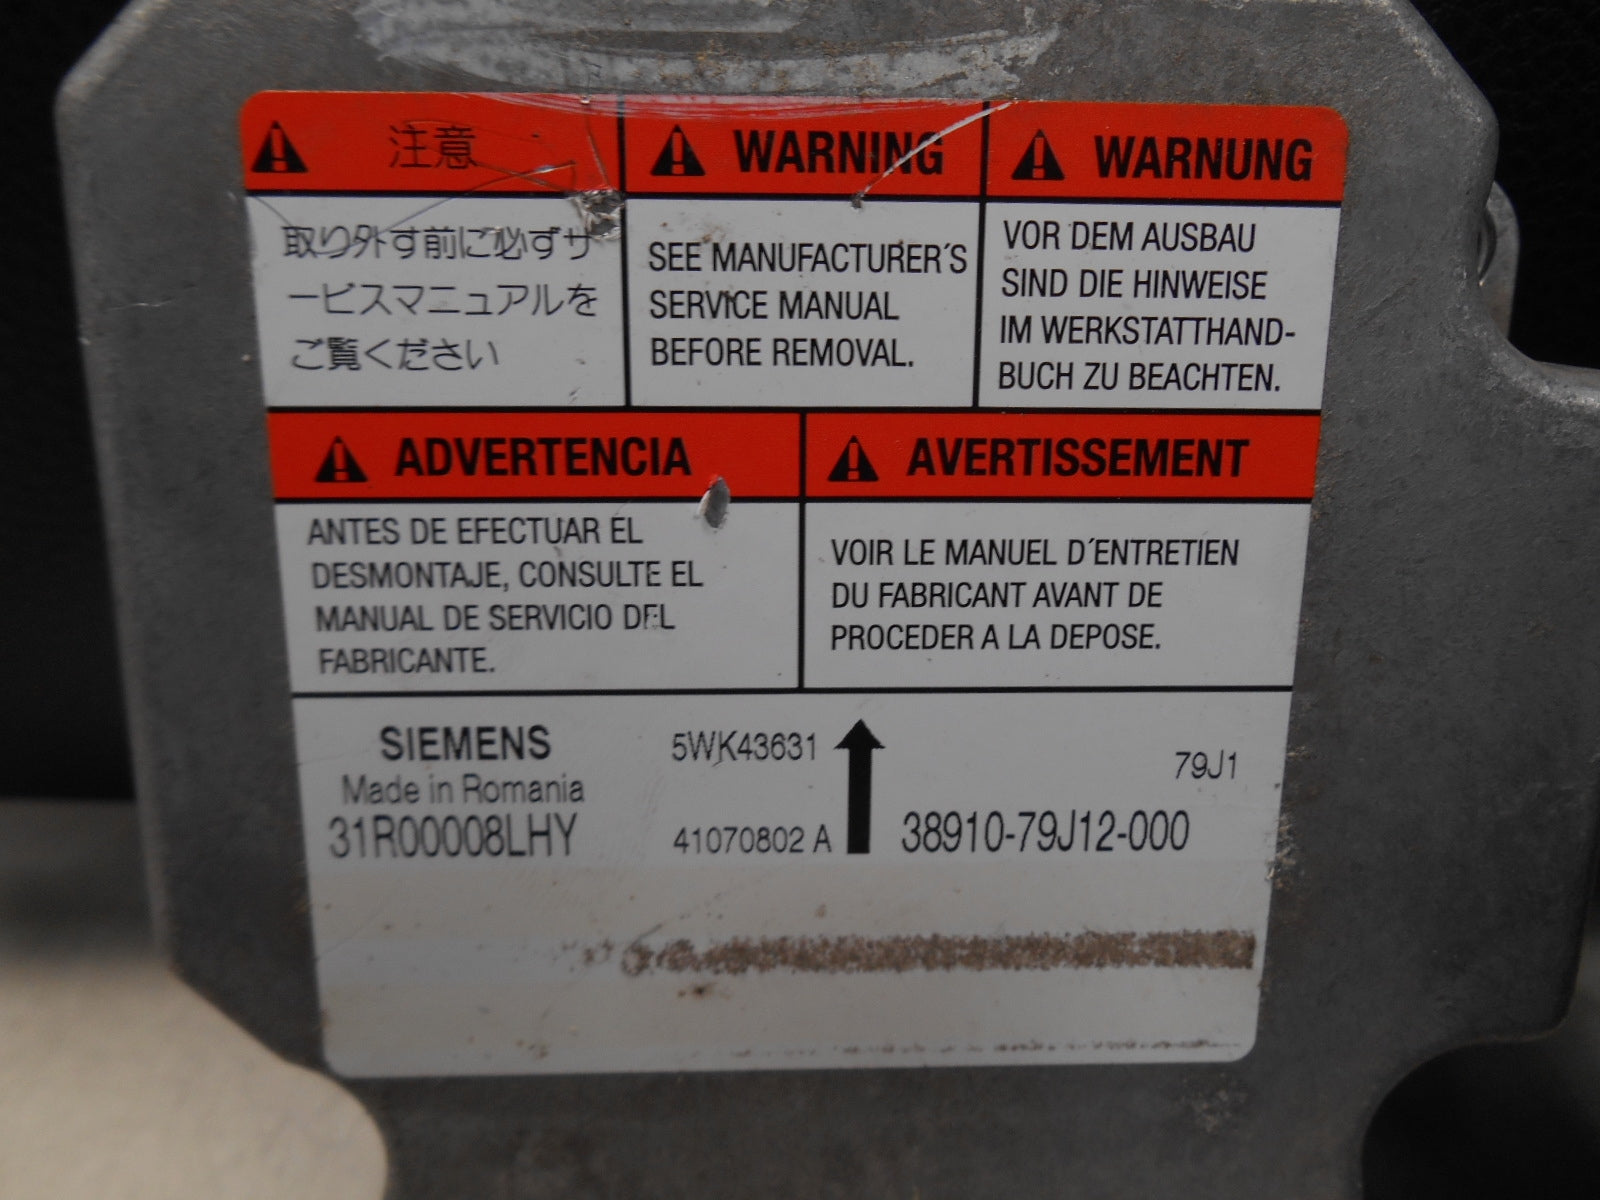 注意
取り外す前に必ずサ
ービスマニュアルを
ご覧ください
WARNING
SEE MANUFACTURER'S
SERVICE MANUAL
BEFORE REMOVAL.
WARNUNG
VOR DEM AUSBAU
SIND DIE HINWEISE
IM WERKSTATTHAND-
BUCH ZU BEACHTEN.
ADVERTENCIA
ANTES DE EFECTUAR EL
DESMONTAJE, CONSULTE EL
MANUAL DE SERVICIO DEL
FABRICANTE.
AVERTISSEMENT
VOIR LE MANUEL D'ENTRETIEN
DU FABRICANT AVANT DE
PROCEDER A LA DEPOSE.
SIEMENS
Made in Romania
31R00008LHY
5WK43631
41070802 A
79J1
38910-79J12-000